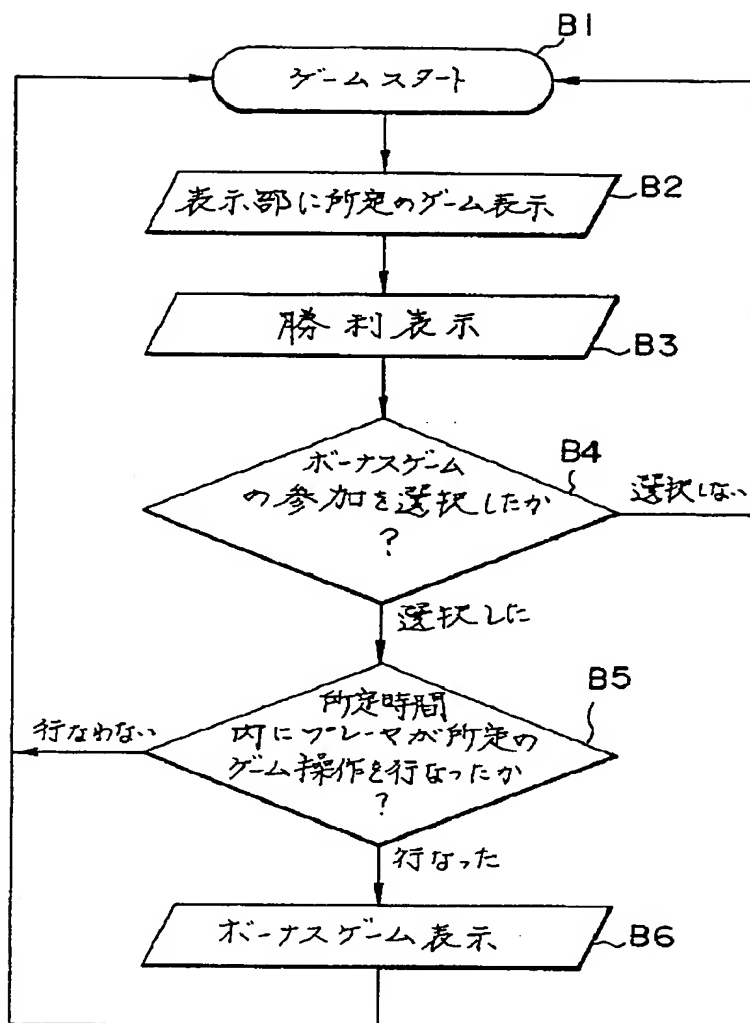 B1
ゲームスタート
表示部に所定のゲーム表示
B2
勝利表示
B3
B4
ボーナスゲーム
の参加を選択したか
?
選択しない
選択した
B5
所定時間
内にプレーヤが所定の
ゲーム操作を行なったか
?
行なわない
行なった
ボーナスゲーム表示
B6